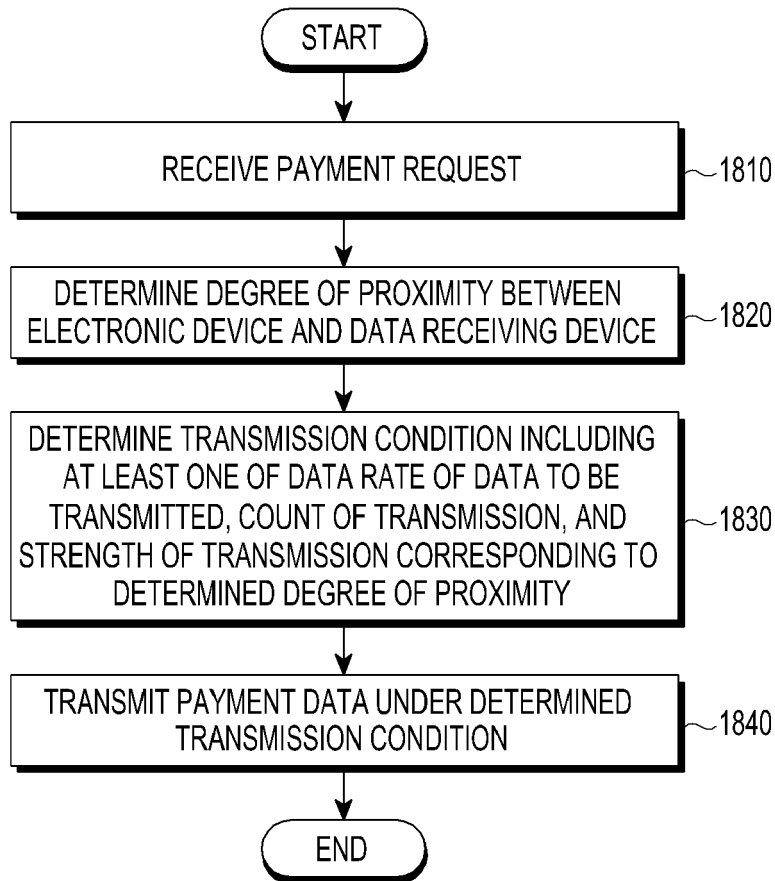 START
RECEIVE PAYMENT REQUEST
1810
DETERMINE DEGREE OF PROXIMITY BETWEEN
ELECTRONIC DEVICE AND DATA RECEIVING DEVICE
1820
DETERMINE TRANSMISSION CONDITION INCLUDING
AT LEAST ONE OF DATA RATE OF DATA TO BE
TRANSMITTED, COUNT OF TRANSMISSION, AND
STRENGTH OF TRANSMISSION CORRESPONDING TO
DETERMINED DEGREE OF PROXIMITY
1830
TRANSMIT PAYMENT DATA UNDER DETERMINED
TRANSMISSION CONDITION
1840
END